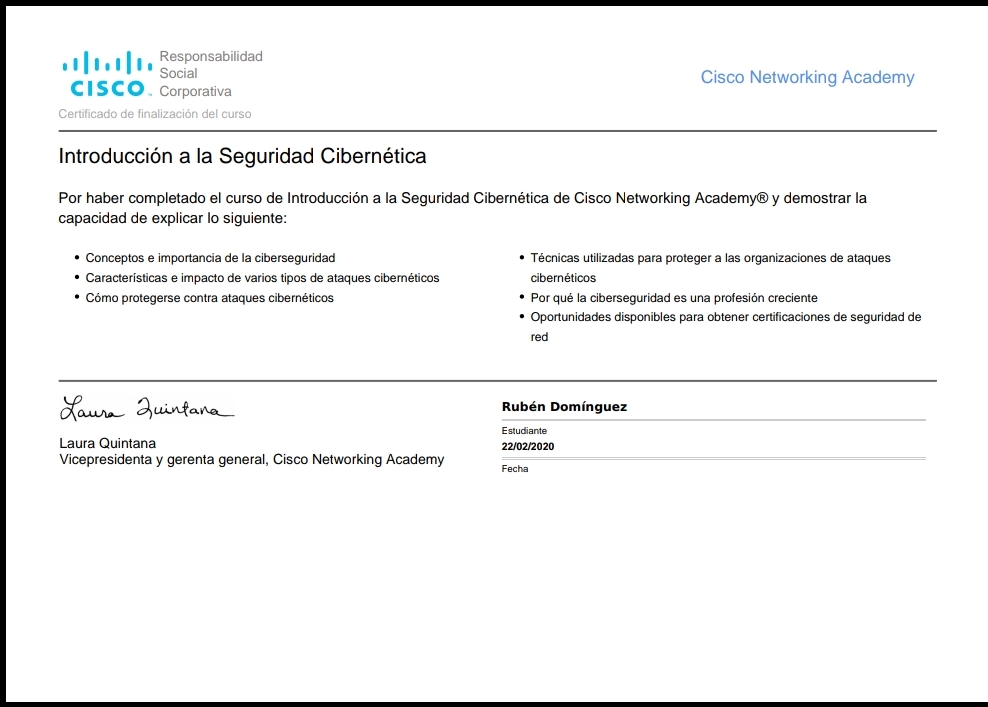 Responsabilidad
Social
Corporativa
CISCO
Cisco Networking Academy
Certificado de finalización del curso
Introducción a la Seguridad Cibernética
Por haber completado el curso de Introducción a la Seguridad Cibernética de Cisco Networking Academy® y demostrar la
capacidad de explicar lo siguiente:
• Conceptos e importancia de la ciberseguridad
• Características e impacto de varios tipos de ataques cibernéticos
• Cómo protegerse contra ataques cibernéticos
• Técnicas utilizadas para proteger a las organizaciones de ataques
cibernéticos
• Por qué la ciberseguridad es una profesión creciente
• Oportunidades disponibles para obtener certificaciones de seguridad de
red
Laura Quintana
Laura Quintana
Vicepresidenta y gerenta general, Cisco Networking Academy
Rubén Domínguez
Estudiante
22/02/2020
Fecha